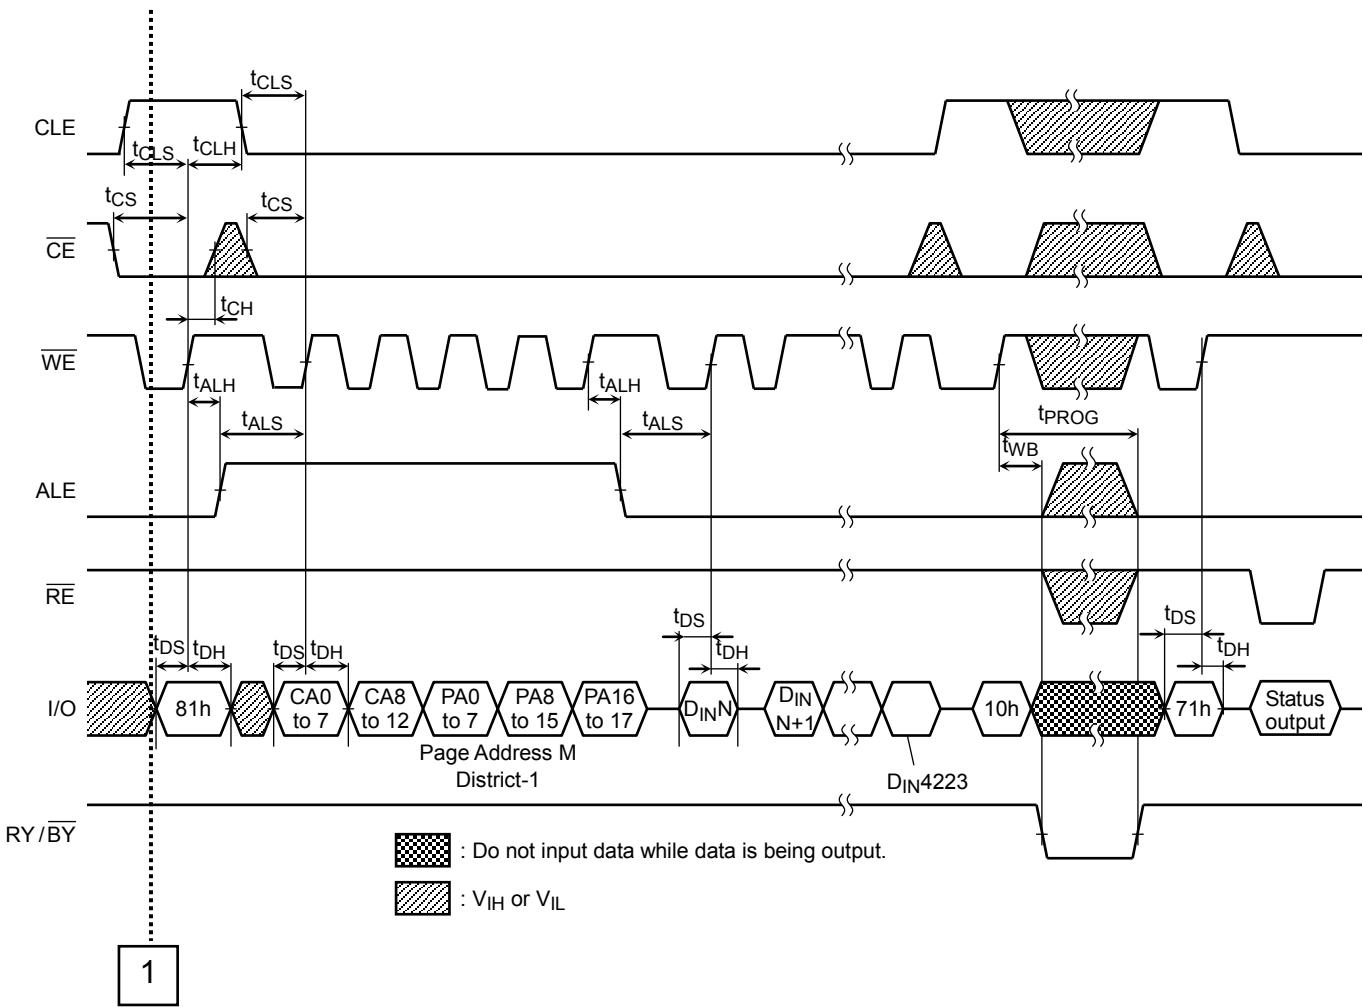 tCLS
CLE
tCLS tCLH
tCS tCS
CE
tCH
WE
tALH tALH
tALS tALS tPROG
tWB
ALE
RE
tDS tDH tDS tDH tDS tDH tDS tDH
I/O
81h
CA0 to 7
CA8 to 12
PA0 to 7
PA8 to 15
PA16 to 17
DINN
DIN N+1
10h
71h
Status output
Page Address M
District-1
DIN4223
RY/BY
: Do not input data while data is being output.
: VIH or VIL
1